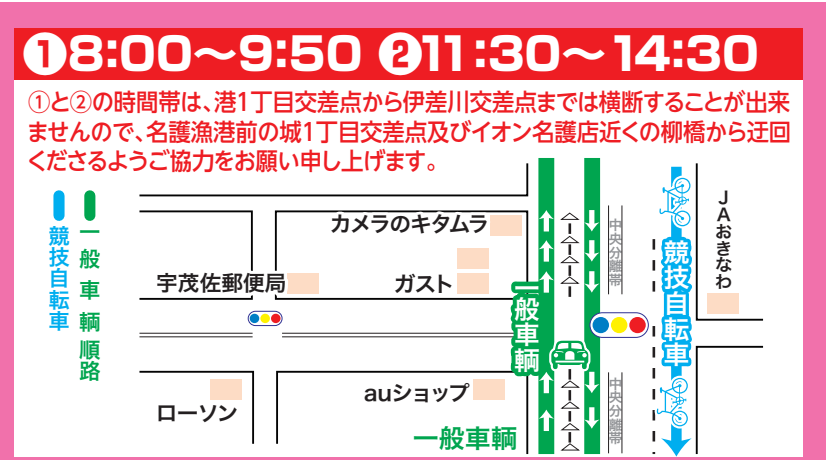 ❶8:00〜9:50 ❷11:30〜14:30
①と②の時間帯は、港1丁目交差点から伊差川交差点までは横断することが出来
ませんので、名護漁港前の城1丁目交差点及びイオン名護店近くの柳橋から迂回
くださるようご協力をお願い申し上げます。
競技自転車
一般車輌順路
カメラのキタムラ
宇茂佐郵便局
ガスト
ローソン
auショップ
一般車輌
一般車輌
中央分離帯
中央分離帯
競技自転車
JAおきなわ